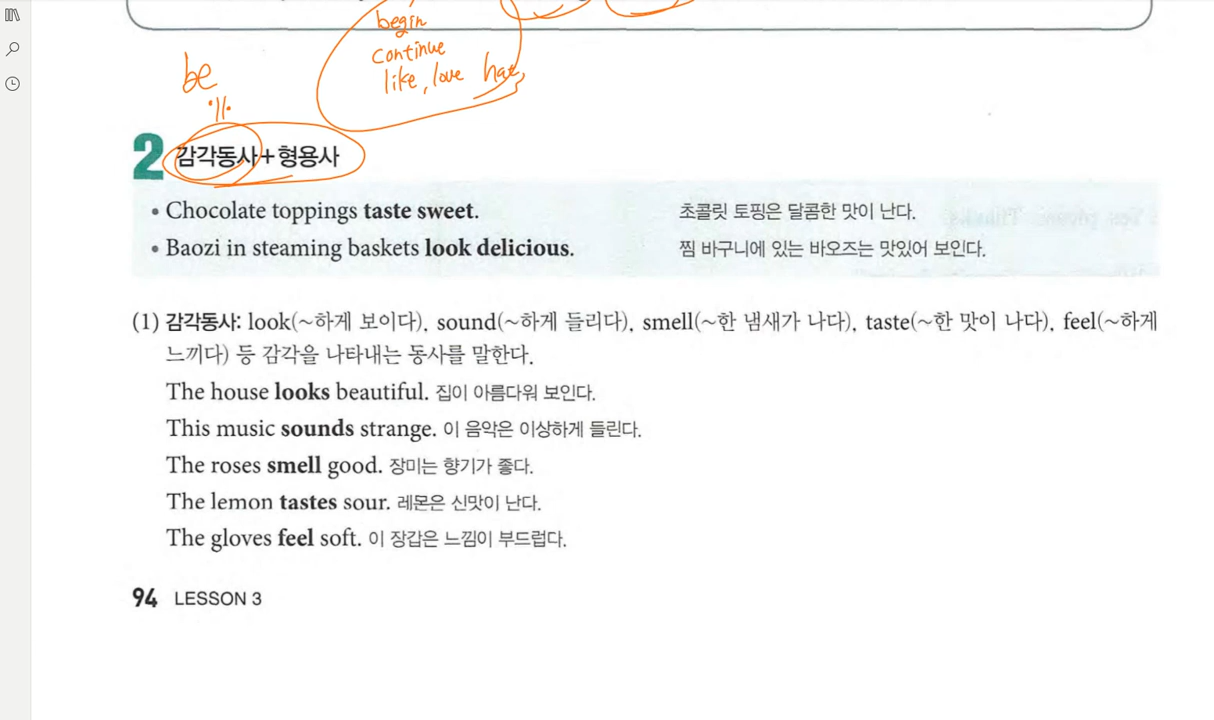 begin
continue
like, love hate,
be
2 감각동사+형용사
• Chocolate toppings taste sweet. 초콜릿 토핑은 달콤한 맛이 난다.
• Baozi in steaming baskets look delicious. 찜 바구니에 있는 바오즈는 맛있어 보인다.
(1) 감각동사: look(~하게 보이다), sound(~하게 들리다), smell(~한 냄새가 나다), taste(~한 맛이 나다), feel(~하게
느끼다) 등 감각을 나타내는 동사를 말한다.
The house looks beautiful. 집이 아름다워 보인다.
This music sounds strange. 이 음악은 이상하게 들린다.
The roses smell good. 장미는 향기가 좋다.
The lemon tastes sour. 레몬은 신맛이 난다.
The gloves feel soft. 이 장갑은 느낌이 부드럽다.
94 LESSON 3